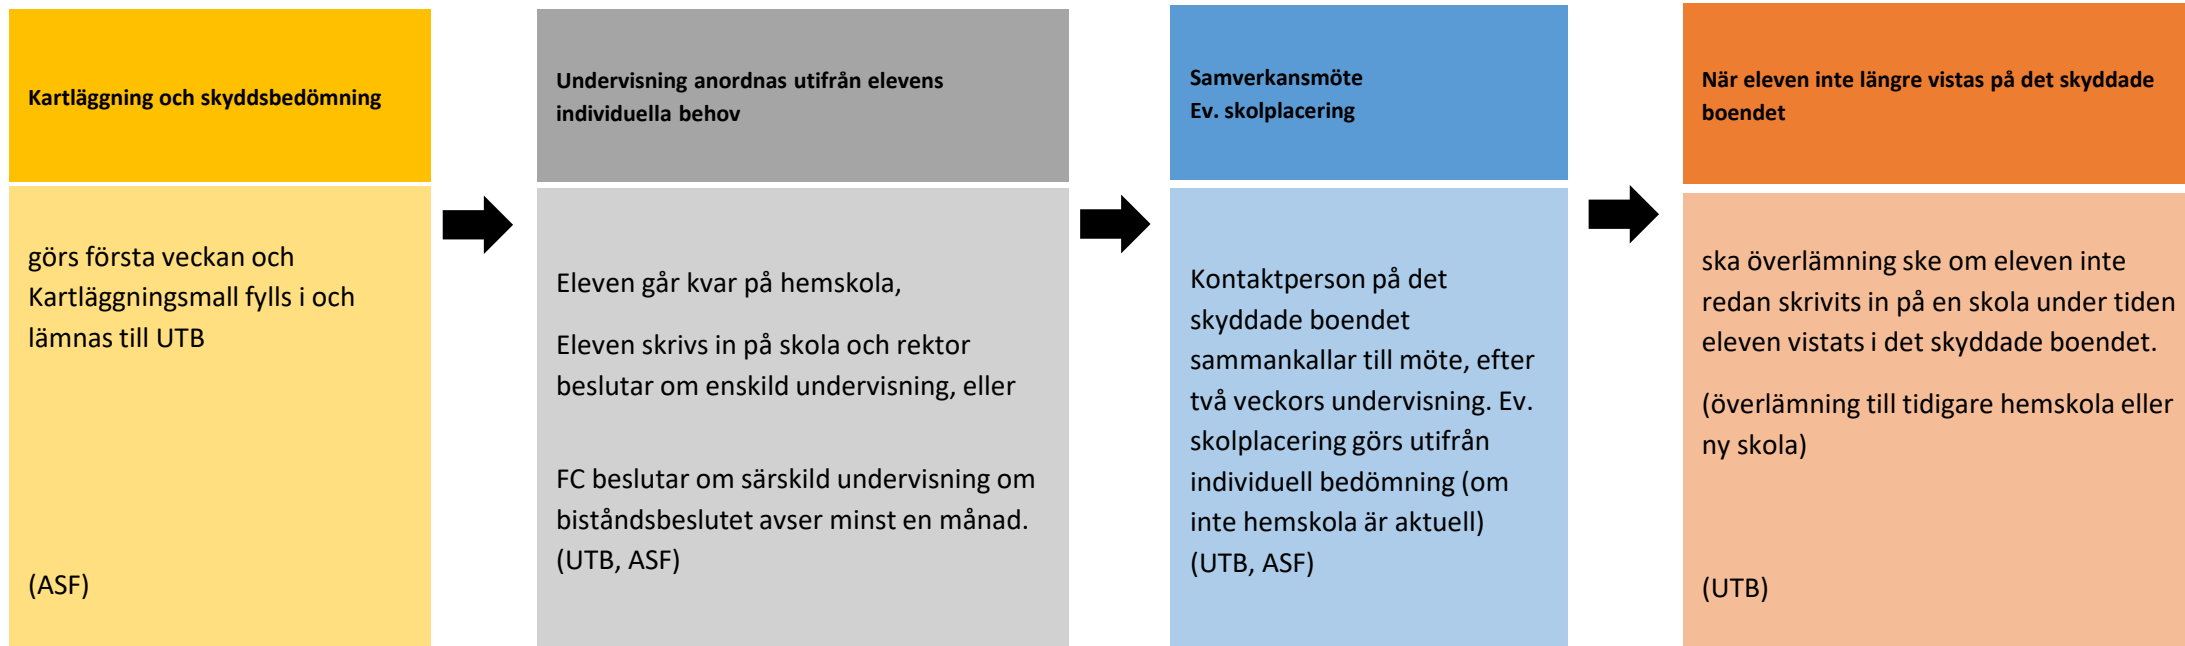 Kartläggning och skyddsbedömning
görs första veckan och
Kartläggningsmall fylls i och
lämnas till UTB
(ASF)
Undervisning anordnas utifrån elevens
individuella behov
Eleven går kvar på hemskola,
Eleven skrivs in på skola och rektor
beslutar om enskild undervisning, eller
FC beslutar om särskild undervisning om
biståndsbeslutet avser minst en månad.
(UTB, ASF)
Samverkansmöte
Ev. skolplacering
Kontaktperson på det
skyddade boendet
sammankallar till möte, efter
två veckors undervisning. Ev.
skolplacering görs utifrån
individuell bedömning (om
inte hemskola är aktuell)
(UTB, ASF)
När eleven inte längre vistas på det skyddade
boendet
ska överlämning ske om eleven inte
redan skrivits in på en skola under tiden
eleven vistats i det skyddade boendet.
(överlämning till tidigare hemskola eller
ny skola)
(UTB)